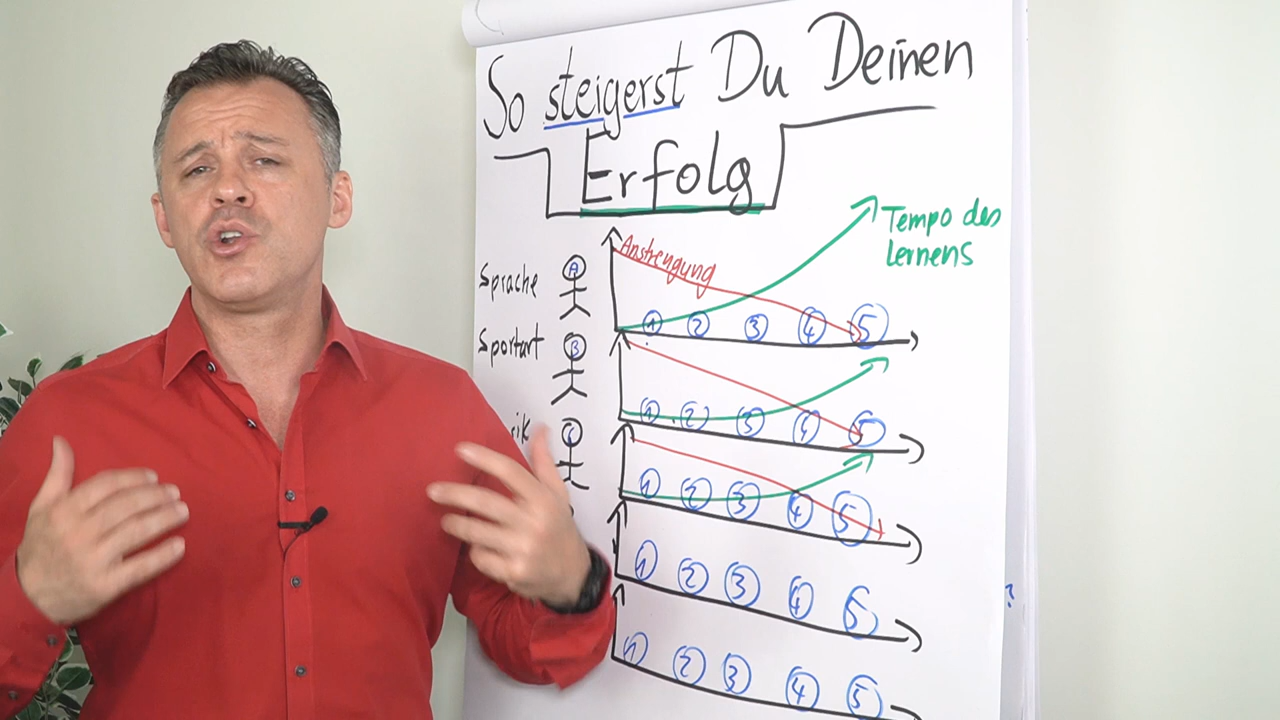 So steigerst Du Deinen
Erfolg
Anstrengung
Tempo des
lernens
Sprache
A
1 2 3 4 5
Sportart
B
1 2 3 4 5
rik
1 2 3 4 5
1 2 3 4 5
1 2 3 4 5
?